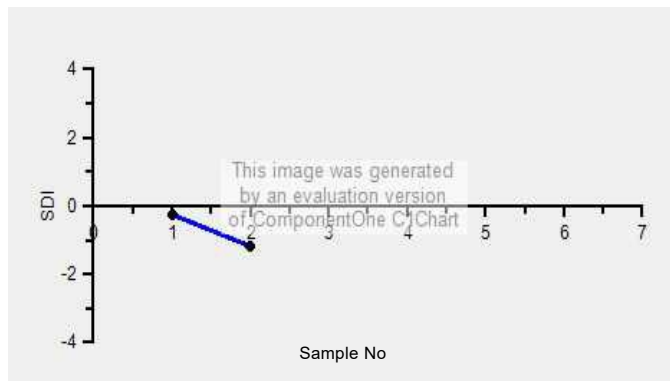 4
2
This image was generated
by an evaluation version
of ComponentOne C1Chart
SDI
0
0 1 2 3 4 5 6 7
-2
-4
Sample No